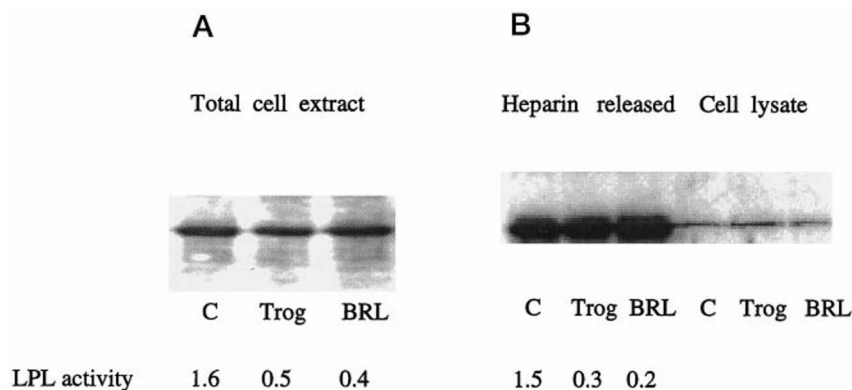 A B
Total cell extract Heparin released Cell lysate
C Trog BRL C Trog BRL C Trog BRL
LPL activity 1.6 0.5 0.4 1.5 0.3 0.2